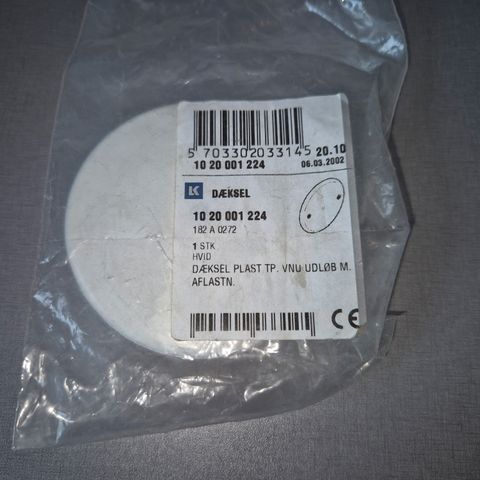 5 703302 033145
20.10
10 20 001 224
06.03.2002
LK
DÆKSEL
10 20 001 224
182 A 0272
1 STK
HVID
DÆKSEL PLAST TP. VNU UDLØB M.
AFLASTN.
CE